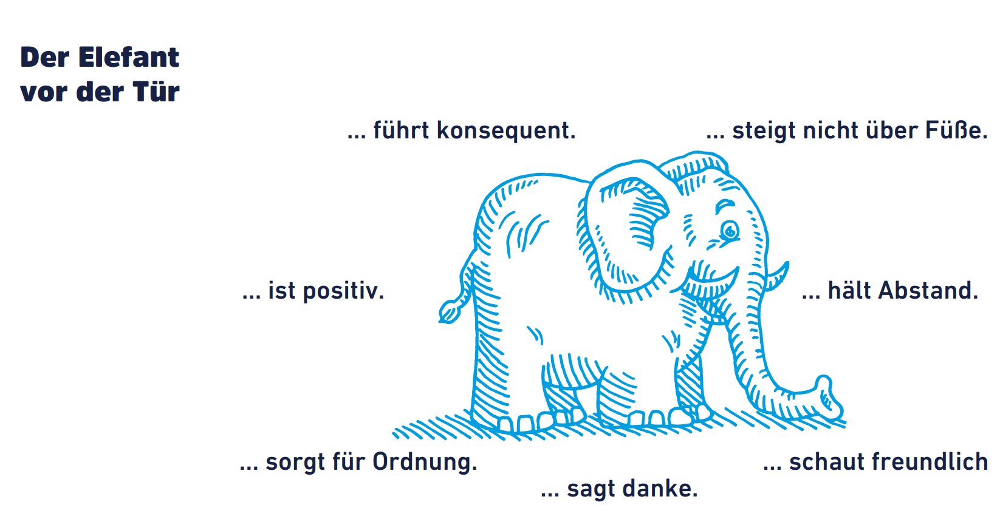 Der Elefant
vor der Tür
... führt konsequent.
... steigt nicht über Füße.
... ist positiv.
... hält Abstand.
... sorgt für Ordnung.
... schaut freundlich
... sagt danke.